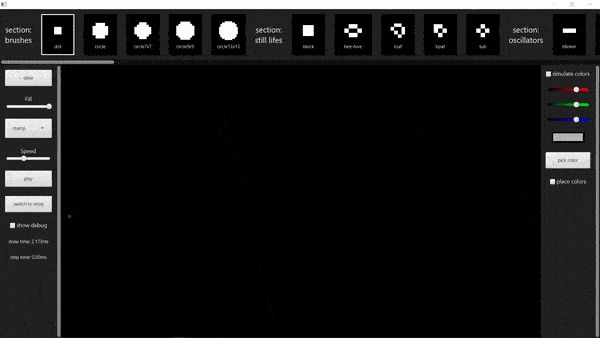 section:
brushes
dot
circle
circle7x7
circle9x9
circle13x13
section:
still lifes
block
bee-hive
loaf
boat
tub
section:
oscillators
blinker
clear
Fill
stamp
Speed
play
switch to wrap
show debug
draw time: 2.173ms
step time: 0.00ms
simulate colors
pick color
place colors